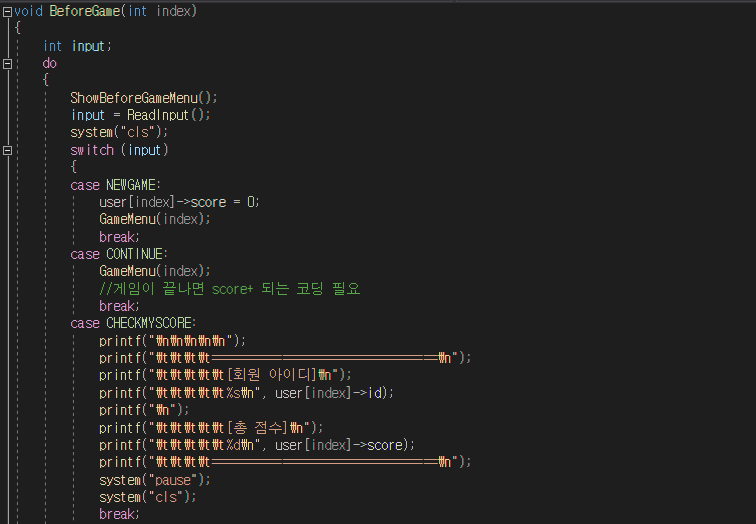 void BeforeGame(int index)
{
    int input;
    do
    {
        ShowBeforeGameMenu();
        input = ReadInput();
        system("cls");
        switch (input)
        {
        case NEWGAME:
            user[index]->score = 0;
            GameMenu(index);
            break;
        case CONTINUE:
            GameMenu(index);
            //게임이 끝나면 score+ 되는 코딩 필요
            break;
        case CHECKMYSCORE:
            printf("₩n₩n₩n₩n₩n");
            printf("₩t₩t₩t₩t================================₩n");
            printf("₩t₩t₩t₩t₩t[회원 아이디]₩n");
            printf("₩t₩t₩t₩t₩t%s₩n", user[index]->id);
            printf("₩n");
            printf("₩t₩t₩t₩t₩t[총 점수]₩n");
            printf("₩t₩t₩t₩t₩t%d₩n", user[index]->score);
            printf("₩t₩t₩t₩t================================₩n");
            system("pause");
            system("cls");
            break;